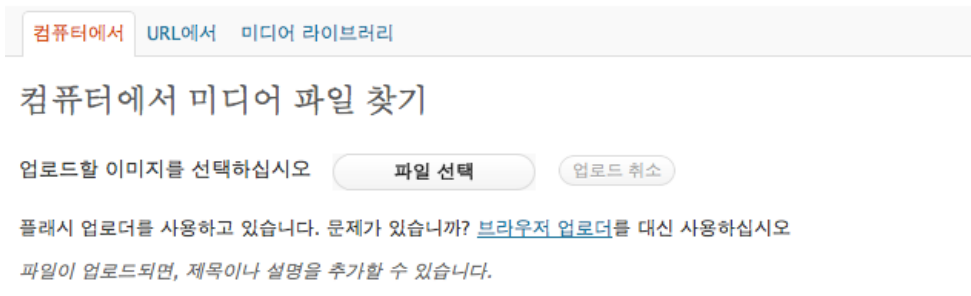 컴퓨터에서 URL에서 미디어 라이브러리
컴퓨터에서 미디어 파일 찾기
업로드할 이미지를 선택하십시오 파일 선택 업로드 취소
플래시 업로더를 사용하고 있습니다. 문제가 있습니까? 브라우저 업로더를 대신 사용하십시오
파일이 업로드되면, 제목이나 설명을 추가할 수 있습니다.